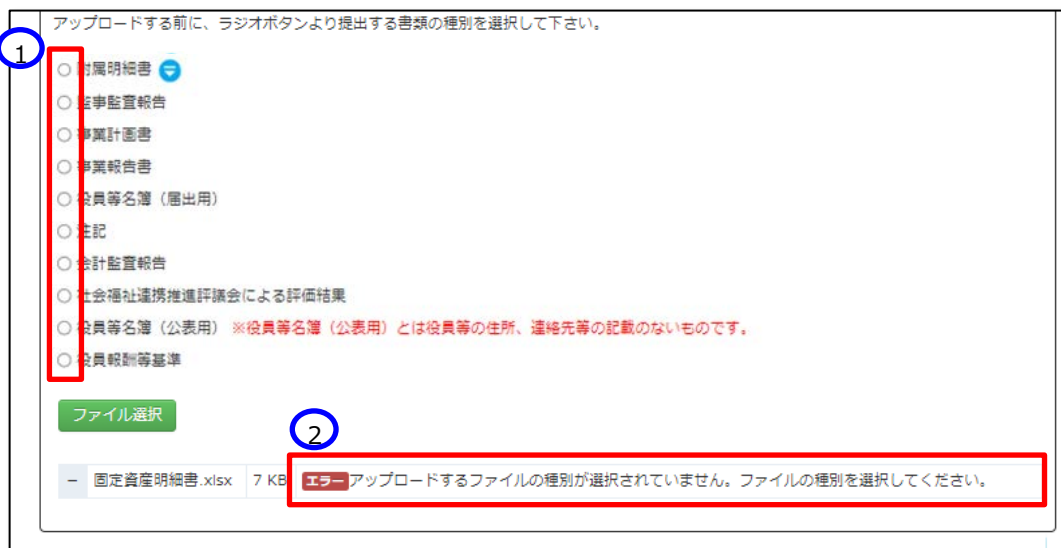 アップロードする前に、ラジオボタンより提出する書類の種別を選択して下さい。
1
附属明細書
監事監査報告
事業計画書
事業報告書
役員等名簿（届出用）
注記
会計監査報告
社会福祉連携推進評議会による評価結果
役員等名簿（公表用） ※役員等名簿（公表用）とは役員等の住所、連絡先等の記載のないものです。
役員報酬等基準
ファイル選択
2
− 固定資産明細書.xlsx 7 KB エラー アップロードするファイルの種別が選択されていません。ファイルの種別を選択してください。